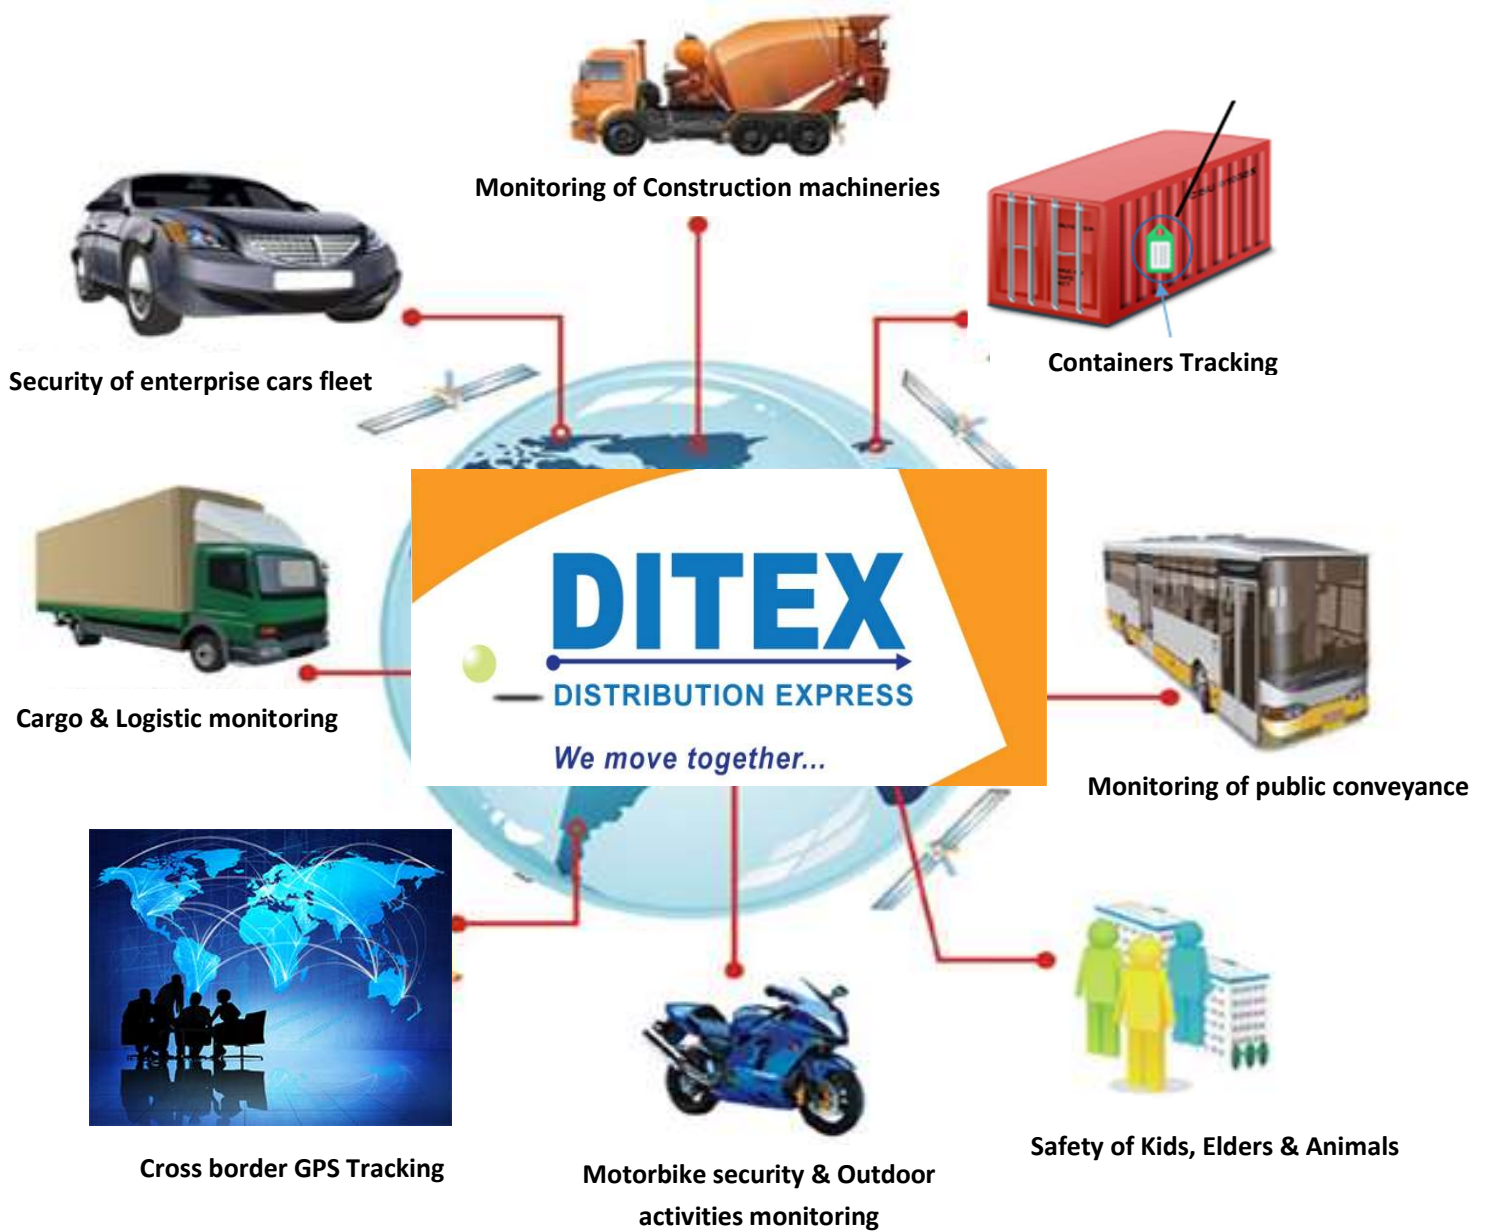 Monitoring of Construction machineries
Containers Tracking
Security of enterprise cars fleet
DITEX
DISTRIBUTION EXPRESS
We move together...
Cargo & Logistic monitoring
Monitoring of public conveyance
Cross border GPS Tracking
Motorbike security & Outdoor
activities monitoring
Safety of Kids, Elders & Animals